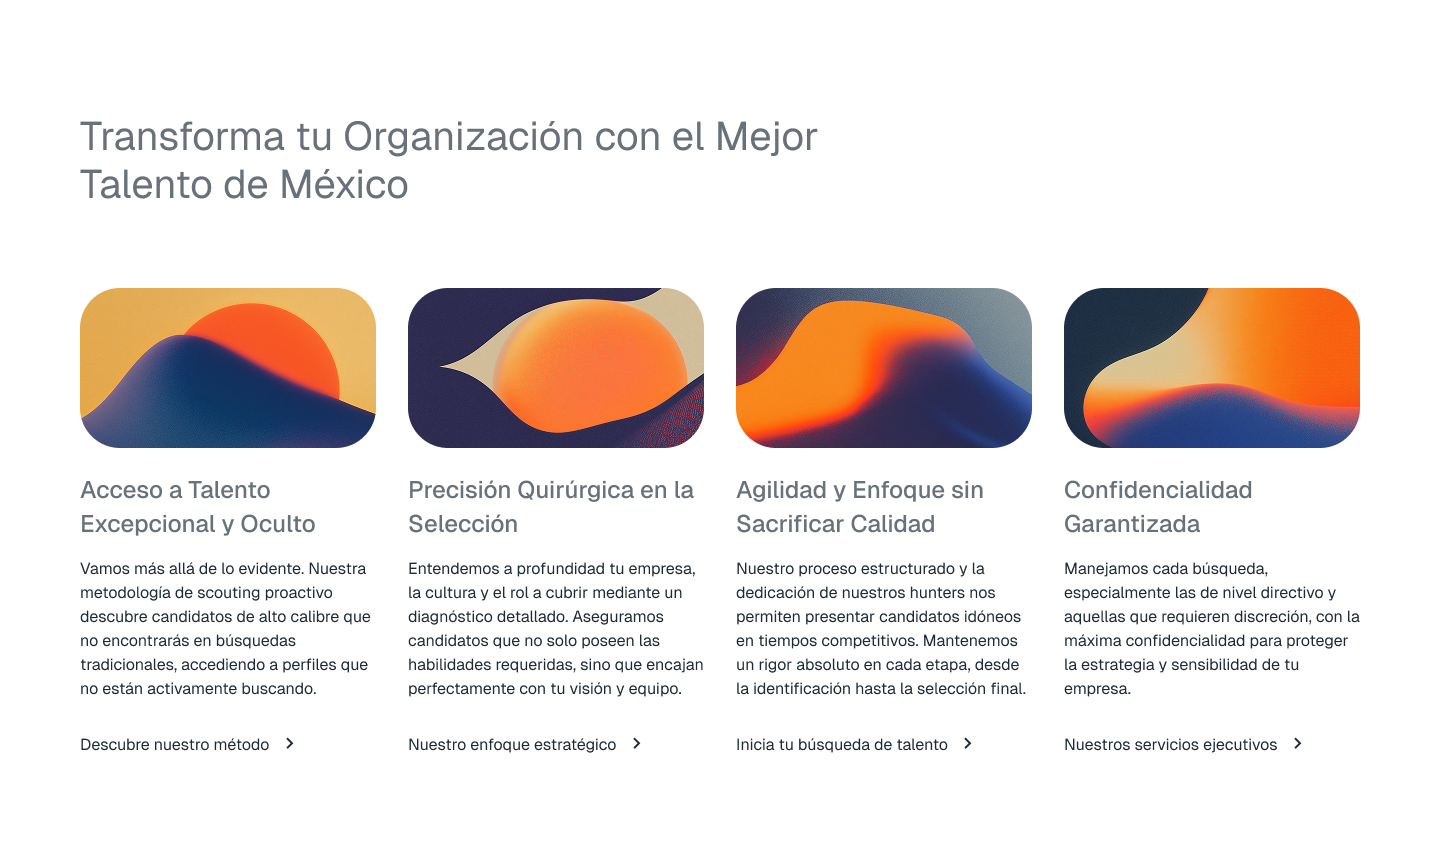 Transforma tu Organización con el Mejor
Talento de México
Acceso a Talento
Excepcional y Oculto
Vamos más allá de lo evidente. Nuestra
metodología de scouting proactivo
descubre candidatos de alto calibre que
no encontrarás en búsquedas
tradicionales, accediendo a perfiles que
no están activamente buscando.
Descubre nuestro método
Precisión Quirúrgica en la
Selección
Entendemos a profundidad tu empresa,
la cultura y el rol a cubrir mediante un
diagnóstico detallado. Aseguramos
candidatos que no solo poseen las
habilidades requeridas, sino que encajan
perfectamente con tu visión y equipo.
Nuestro enfoque estratégico
Agilidad y Enfoque sin
Sacrificar Calidad
Nuestro proceso estructurado y la
dedicación de nuestros hunters nos
permiten presentar candidatos idóneos
en tiempos competitivos. Mantenemos
un rigor absoluto en cada etapa, desde
la identificación hasta la selección final.
Inicia tu búsqueda de talento
Confidencialidad
Garantizada
Manejamos cada búsqueda,
especialmente las de nivel directivo y
aquellas que requieren discreción, con la
máxima confidencialidad para proteger
la estrategia y sensibilidad de tu
empresa.
Nuestros servicios ejecutivos